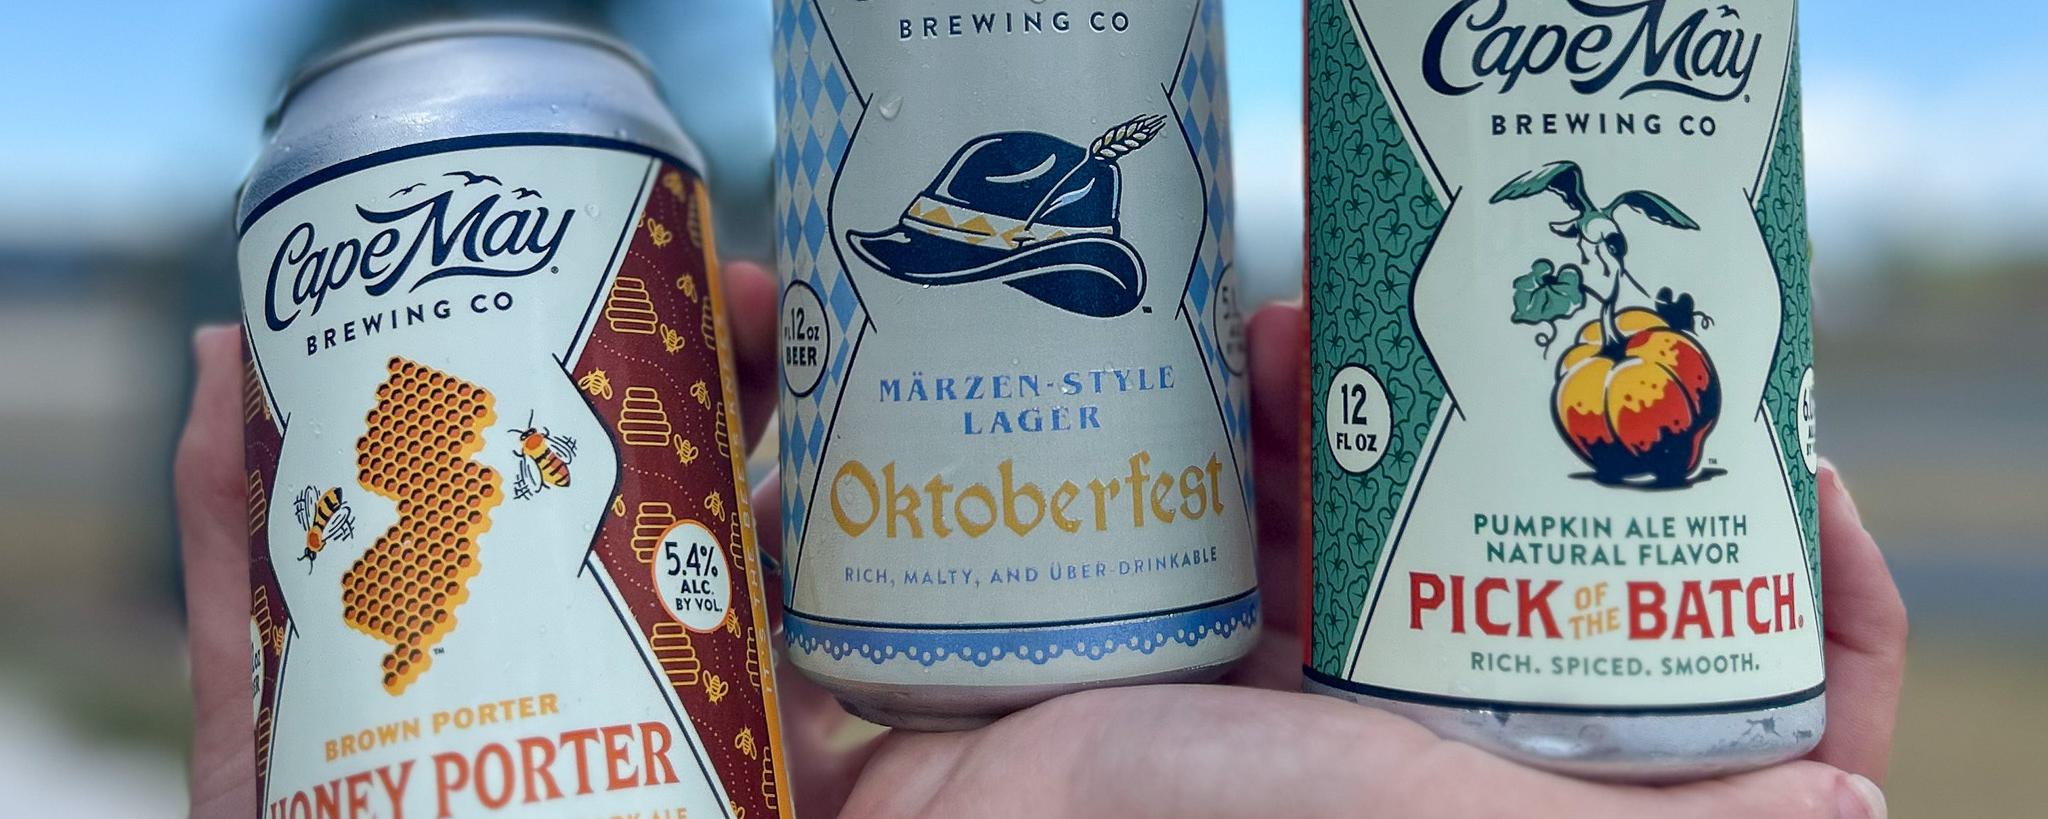 Cape May
BREWING CO
BROWN PORTER
HONEY PORTER
5.4%
ALC.
BY VOL.
BREWING CO
12 OZ
BEER
MÄRZEN-STYLE
LAGER
Oktoberfest
RICH, MALTY, AND ÜBER-DRINKABLE
Cape May
BREWING CO
12
FL OZ
PUMPKIN ALE WITH
NATURAL FLAVOR
PICK OF THE BATCH.
RICH. SPICED. SMOOTH.